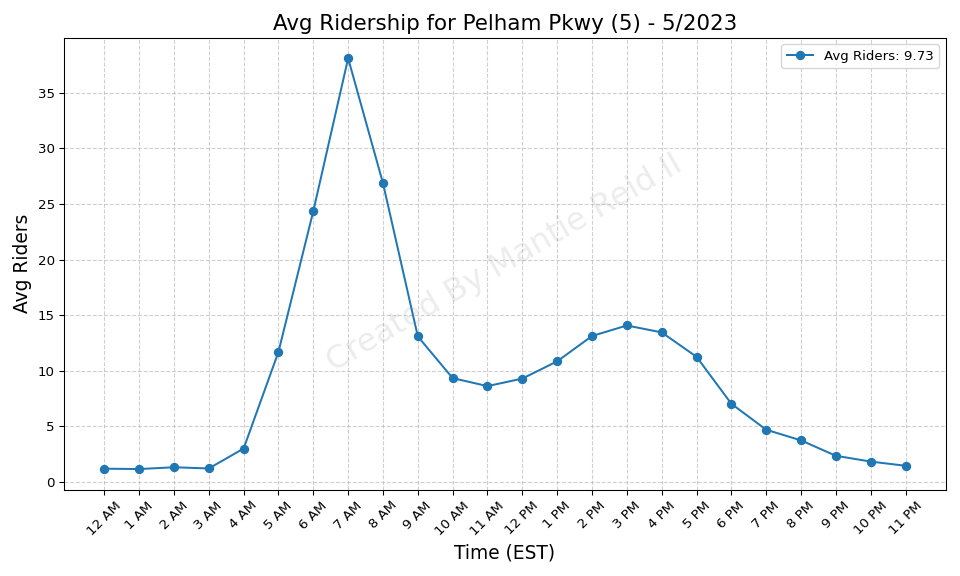 Avg Ridership for Pelham Pkwy (5) - 5/2023
Avg Riders: 9.73
Avg Riders
35
30
25
20
15
10
5
0
Created By Mantle Reid II
12 AM
1 AM
2 AM
3 AM
4 AM
5 AM
6 AM
7 AM
8 AM
9 AM
10 AM
11 AM
12 PM
1 PM
2 PM
3 PM
4 PM
5 PM
6 PM
7 PM
8 PM
9 PM
10 PM
11 PM
Time (EST)